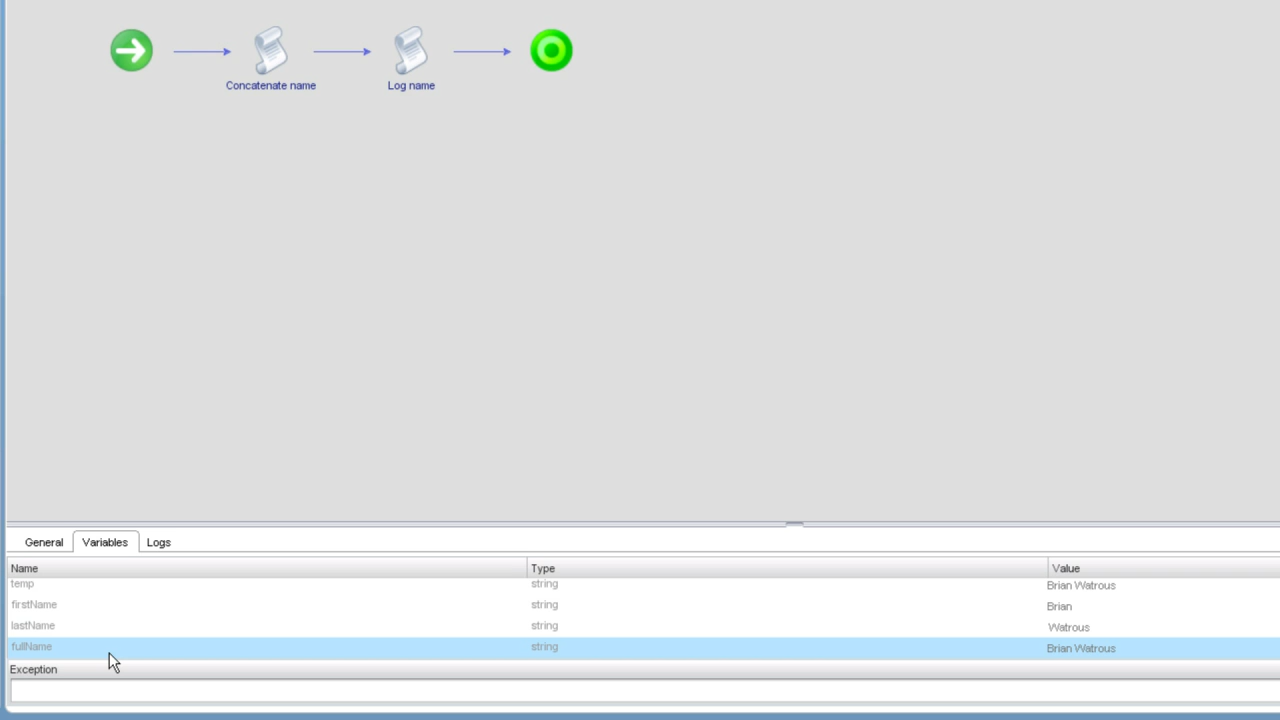 Concatenate name Log name
General Variables Logs
Name Type Value
temp string Brian Watrous
firstName string Brian
lastName string Watrous
fullName string Brian Watrous
Exception